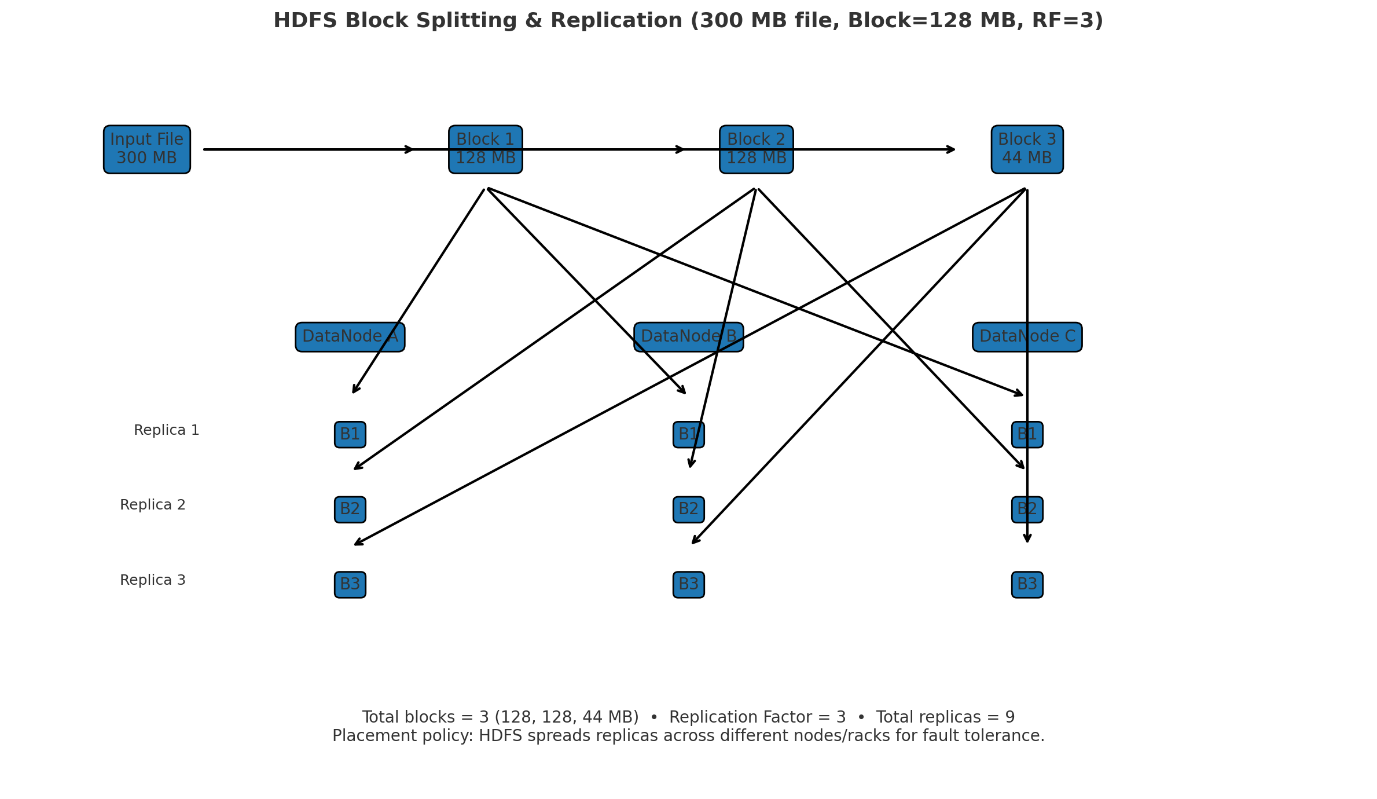 HDFS Block Splitting & Replication (300 MB file, Block=128 MB, RF=3)
Input File
300 MB
Block 1
128 MB
Block 2
128 MB
Block 3
44 MB
DataNode A
DataNode B
DataNode C
Replica 1
B1
B1
B1
Replica 2
B2
B2
B2
Replica 3
B3
B3
B3
Total blocks = 3 (128, 128, 44 MB)  •  Replication Factor = 3  •  Total replicas = 9
Placement policy: HDFS spreads replicas across different nodes/racks for fault tolerance.